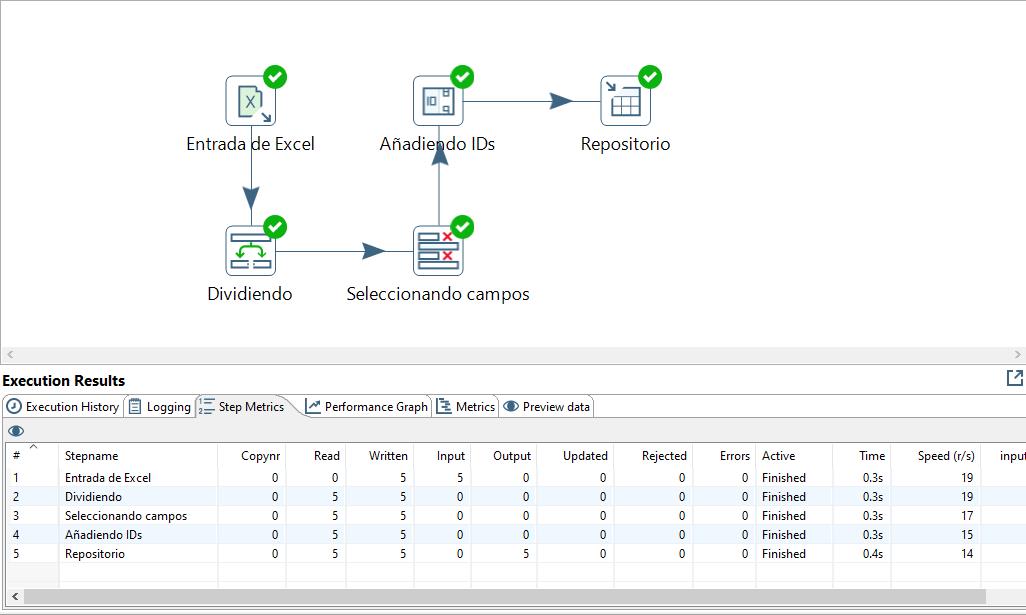 Entrada de Excel
Añadiendo IDs
Repositorio
Dividiendo
Seleccionando campos
Execution Results
Execution History Logging Step Metrics Performance Graph Metrics Preview data
# Stepname Copynr Read Written Input Output Updated Rejected Errors Active Time Speed (r/s) input
1 Entrada de Excel 0 0 5 5 0 0 0 0 Finished 0.3s 19
2 Dividiendo 0 5 5 0 0 0 0 0 Finished 0.3s 19
3 Seleccionando campos 0 5 5 0 0 0 0 0 Finished 0.3s 17
4 Añadiendo IDs 0 5 5 0 0 0 0 0 Finished 0.3s 15
5 Repositorio 0 5 5 0 5 0 0 0 Finished 0.4s 14